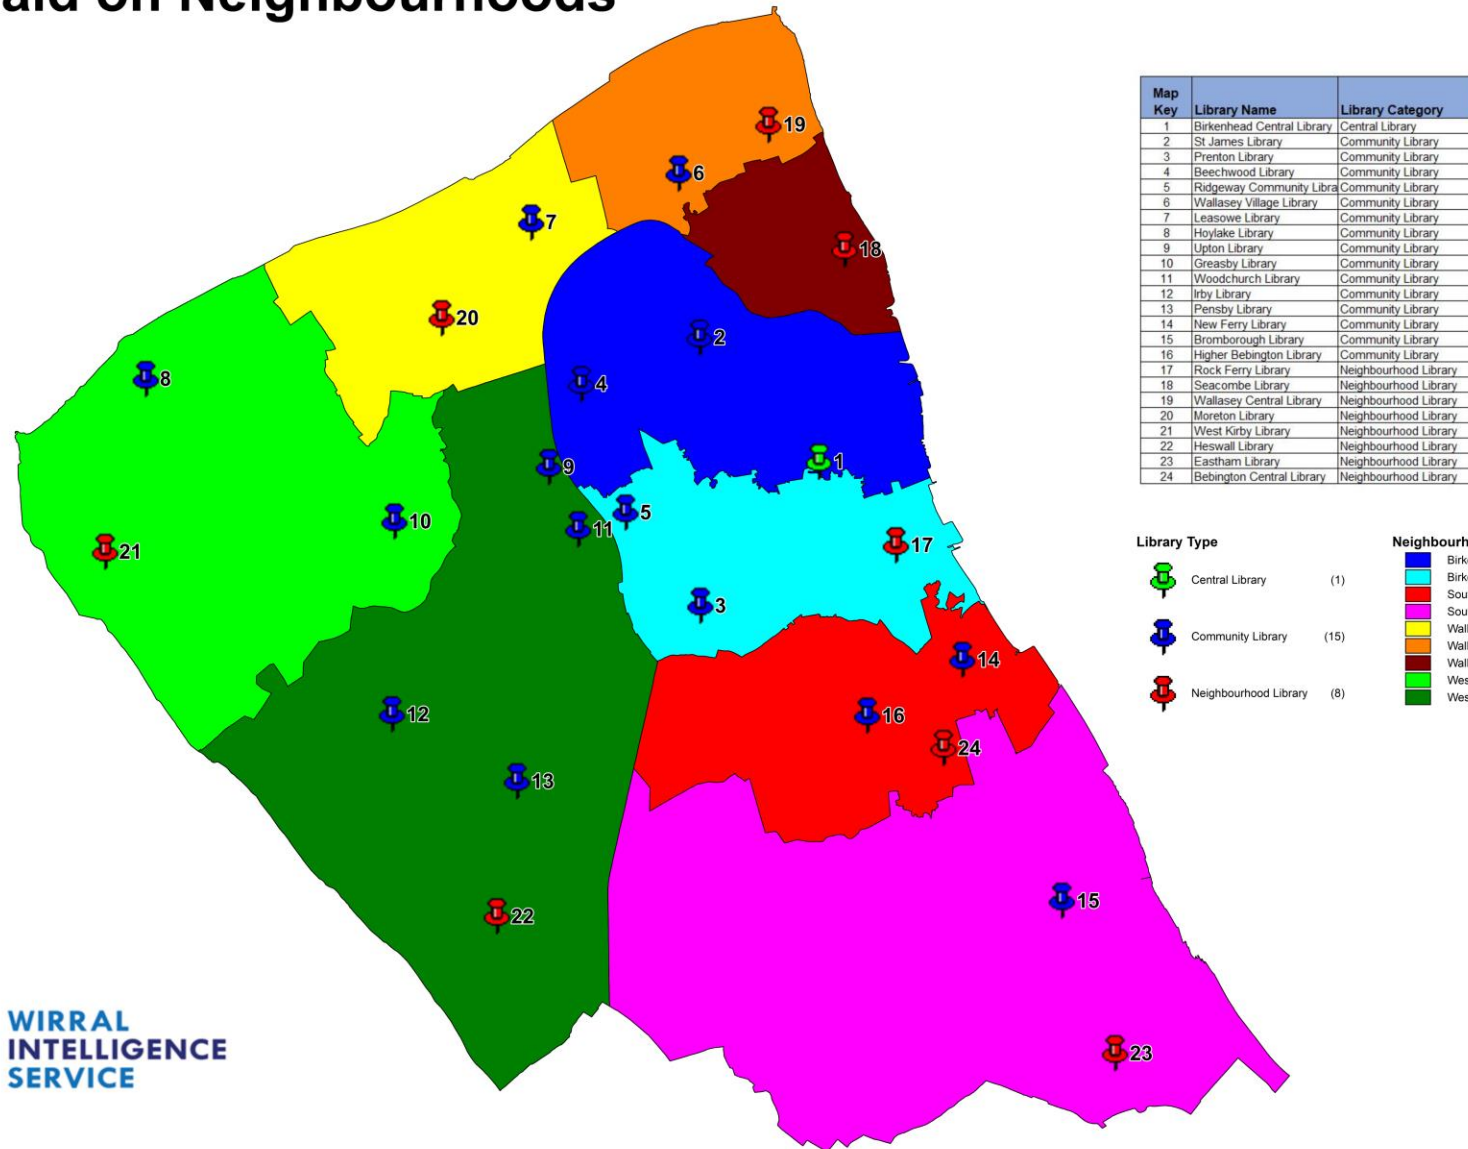 aid on Neighbourhoods
Map Key Library Name Library Category
1 Birkenhead Central Library Central Library
2 St James Library Community Library
3 Prenton Library Community Library
4 Beechwood Library Community Library
5 Ridgeway Community Libra Community Library
6 Wallasey Village Library Community Library
7 Leasowe Library Community Library
8 Hoylake Library Community Library
9 Upton Library Community Library
10 Greasby Library Community Library
11 Woodchurch Library Community Library
12 Irby Library Community Library
13 Pensby Library Community Library
14 New Ferry Library Community Library
15 Bromborough Library Community Library
16 Higher Bebington Library Community Library
17 Rock Ferry Library Neighbourhood Library
18 Seacombe Library Neighbourhood Library
19 Wallasey Central Library Neighbourhood Library
20 Moreton Library Neighbourhood Library
21 West Kirby Library Neighbourhood Library
22 Heswall Library Neighbourhood Library
23 Eastham Library Neighbourhood Library
24 Bebington Central Library Neighbourhood Library
19
6
7
18
20
2
8
4
1
9
10
5
11
21
17
3
14
12
16
24
13
15
22
23
Library Type
Central Library (1)
Community Library (15)
Neighbourhood Library (8)
Neighbourh
Birk
Birk
Sou
Sou
Wall
Wall
Wall
Wes
Wes
WIRRAL
INTELLIGENCE
SERVICE